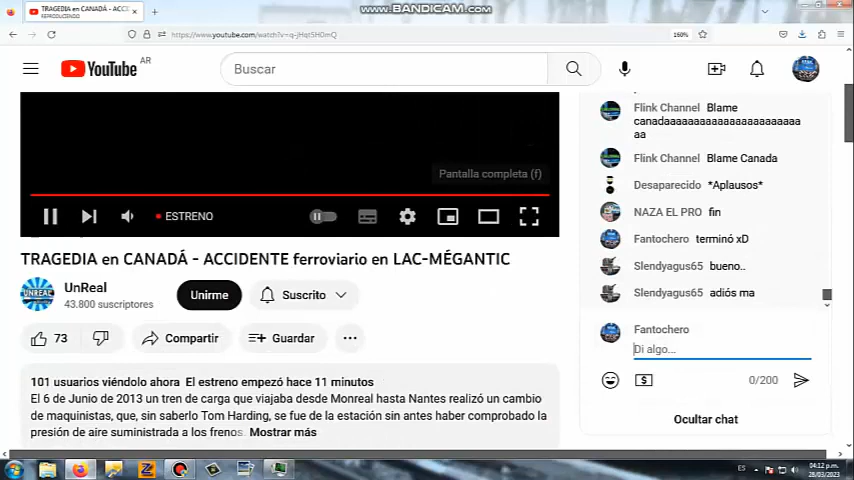 www.BANDICAM.com
TRAGEDIA en CANADÁ - ACCIDE
REPRODUCIENDO
https://www.youtube.com/watch?v=q-jHqt5H0mQ
160%
YouTube AR
Buscar
Pantalla completa (f)
ESTRENO
TRAGEDIA en CANADÁ - ACCIDENTE ferroviario en LAC-MÉGANTIC
UNREAL
UnReal
43.800 suscriptores
Unirme
Suscrito
73
Compartir
Guardar
101 usuarios viéndolo ahora El estreno empezó hace 11 minutos
El 6 de Junio de 2013 un tren de carga que viajaba desde Monreal hasta Nantes realizó un cambio
de maquinistas, que, sin saberlo Tom Harding, se fue de la estación sin antes haber comprobado la
presión de aire suministrada a los frenos. Mostrar más
Flink Channel Blame
canadaaaaaaaaaaaaaaaaaaaaaaaaa
aa
Flink Channel Blame Canada
Desaparecido *Aplausos*
NAZA EL PRO fin
Fantochero terminó xD
Slendyagus65 bueno..
Slendyagus65 adiós ma
Fantochero
Di algo...
0/200
Ocultar chat
ES
04:12 p.m.
28/03/2023